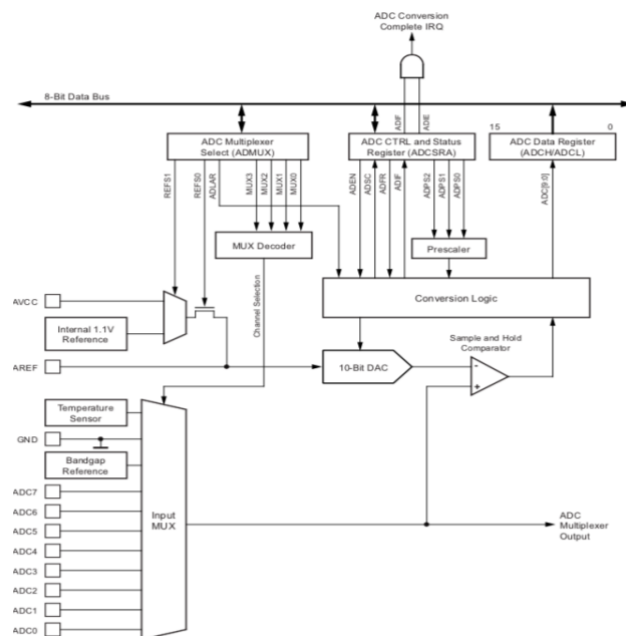 ADC Conversion
Complete IRQ
8-Bit Data Bus
ADIF
ADIE
15
0
ADC Multiplexer
Select (ADMUX)
ADC CTRL and Status
Register (ADCSRA)
ADC Data Register
(ADCH/ADCL)
REFS1
REFS0
ADLAR
MUX3
MUX2
MUX1
MUX0
ADEN
ADSC
ADFR
ADIF
ADPS2
ADPS1
ADPS0
ADC[9:0]
MUX Decoder
Prescaler
Channel Selection
Conversion Logic
AVCC
Internal 1.1V
Reference
Sample and Hold
Comparator
AREF
10-Bit DAC
-
+
Temperature
Sensor
GND
Bandgap
Reference
ADC7
ADC6
ADC5
ADC4
ADC3
ADC2
ADC1
ADC0
Input
MUX
ADC
Multiplexer
Output